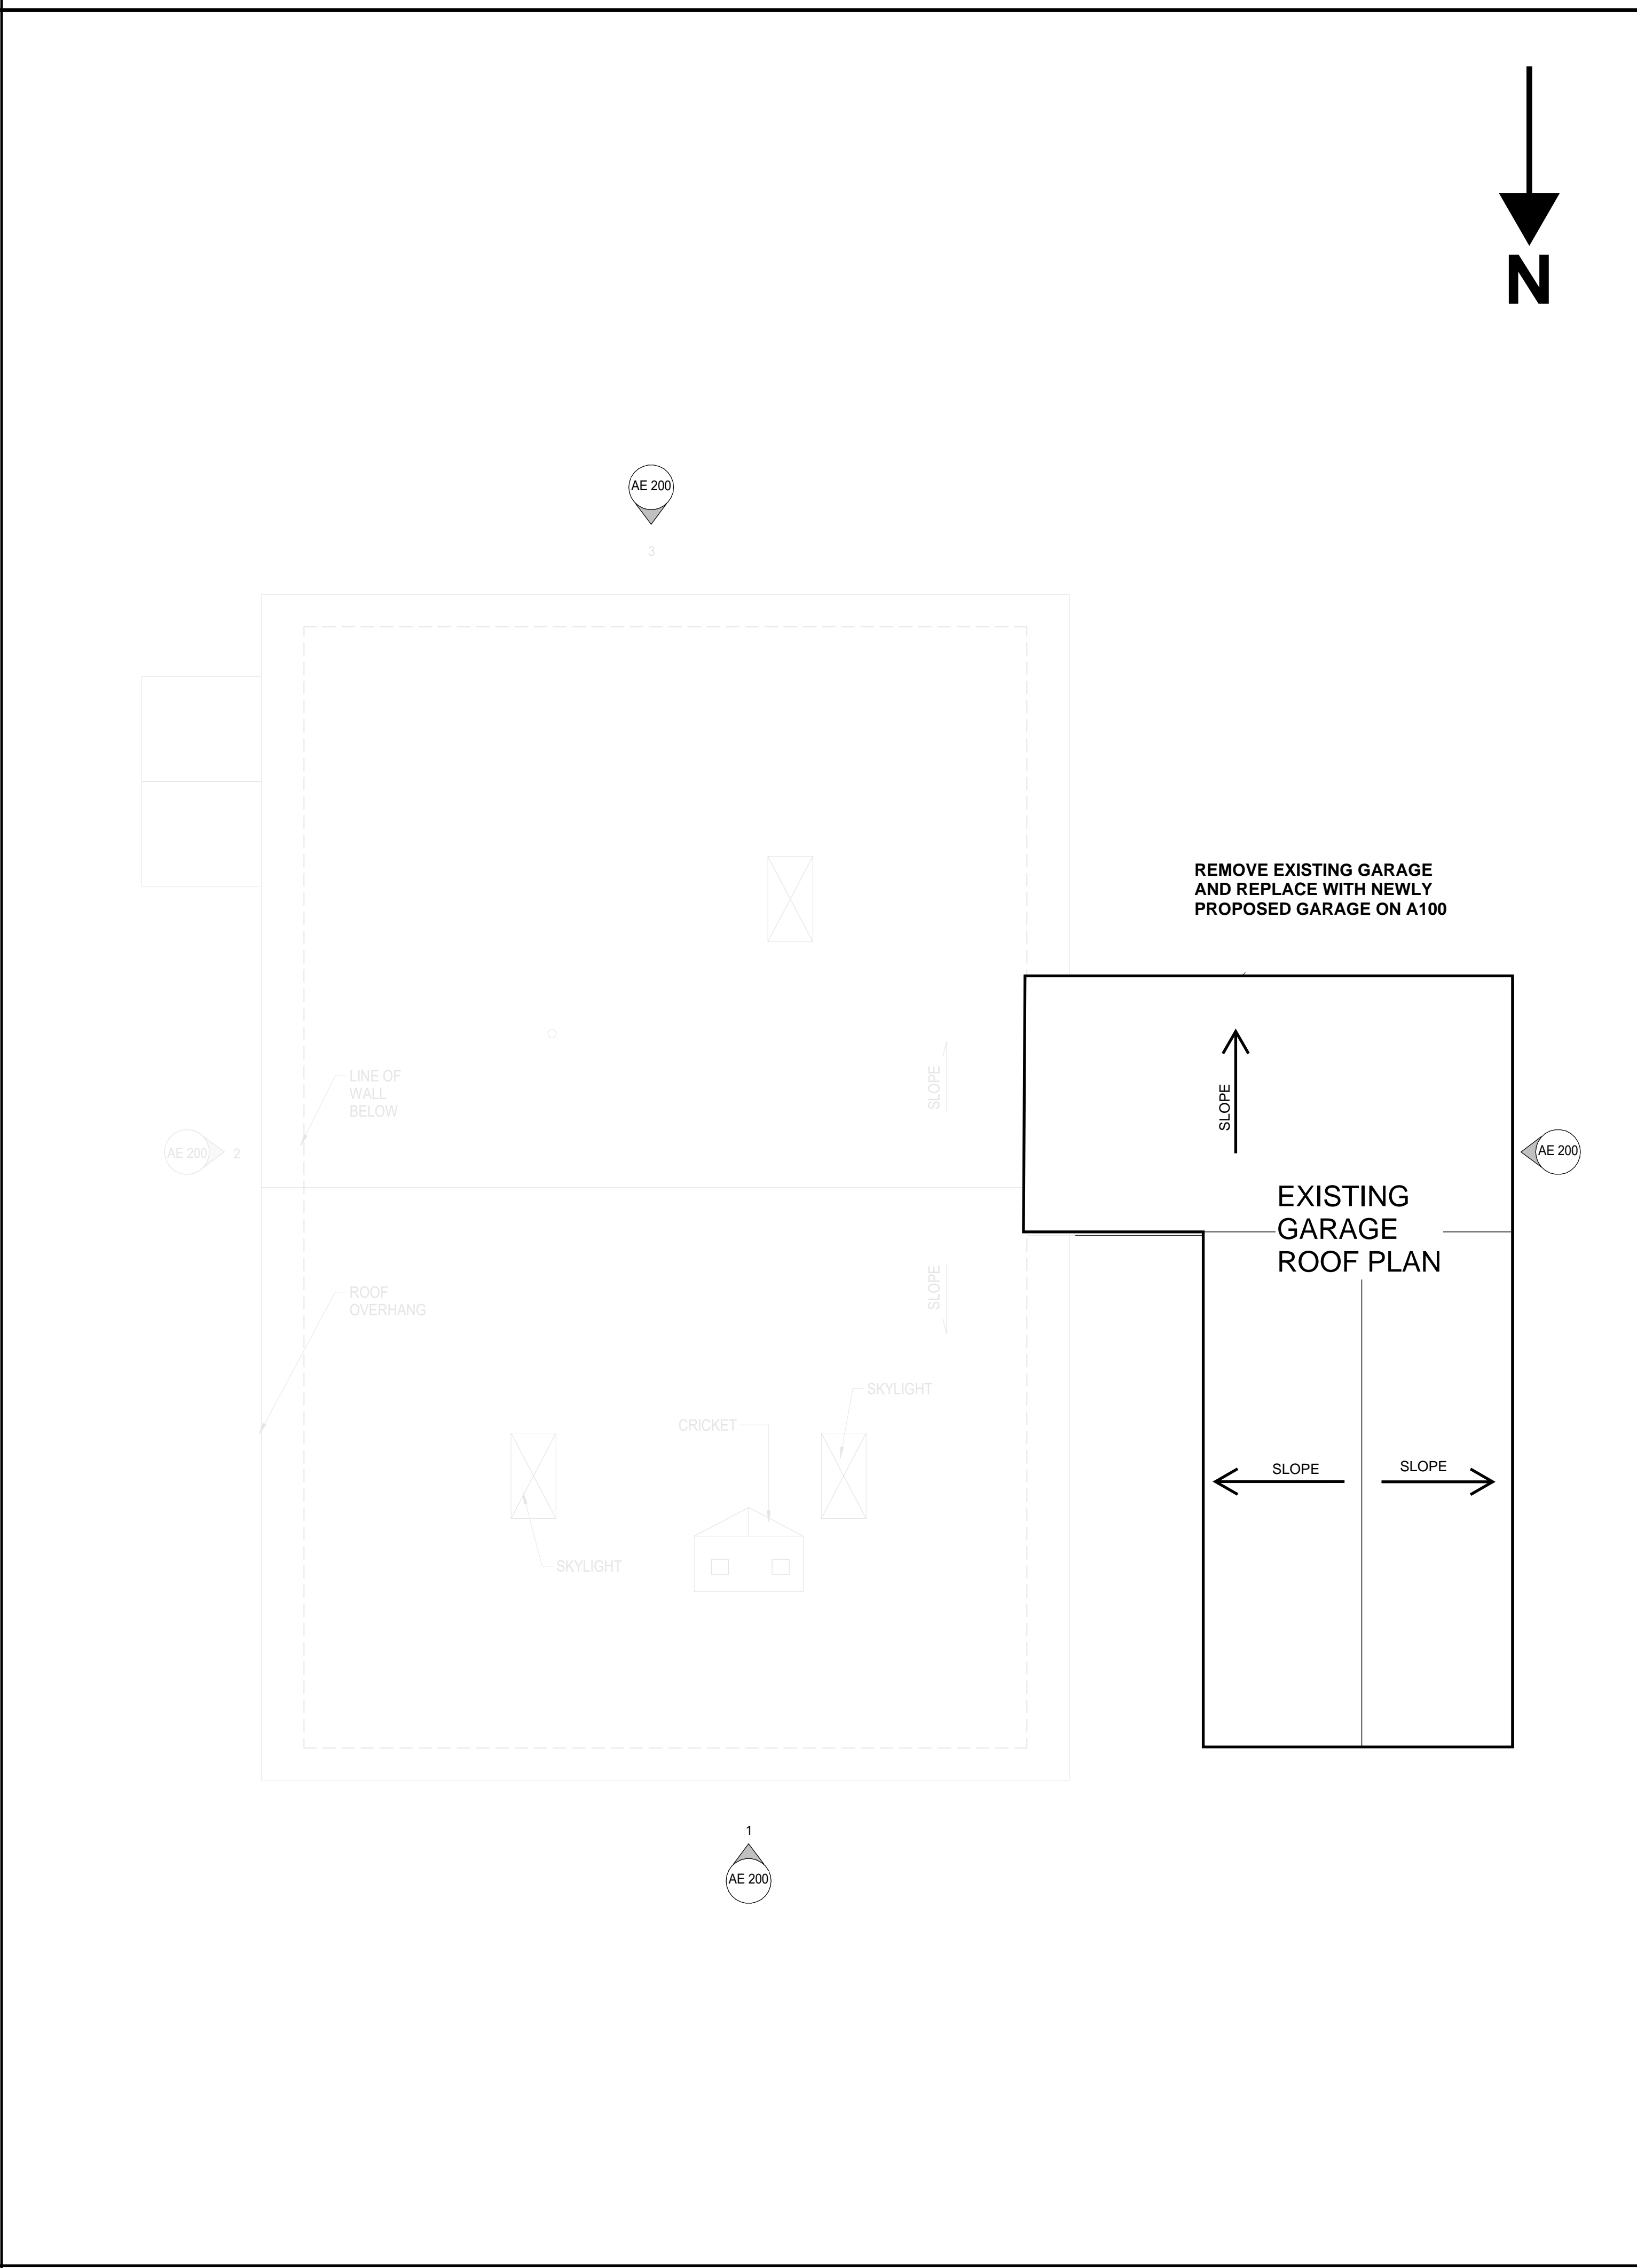 N
AE 200
3
REMOVE EXISTING GARAGE
AND REPLACE WITH NEWLY
PROPOSED GARAGE ON A100
LINE OF
WALL
BELOW
SLOPE
SLOPE
AE 200
2
AE 200
EXISTING
GARAGE
ROOF PLAN
ROOF
OVERHANG
SLOPE
SKYLIGHT
CRICKET
SLOPE
SLOPE
SKYLIGHT
1
AE 200